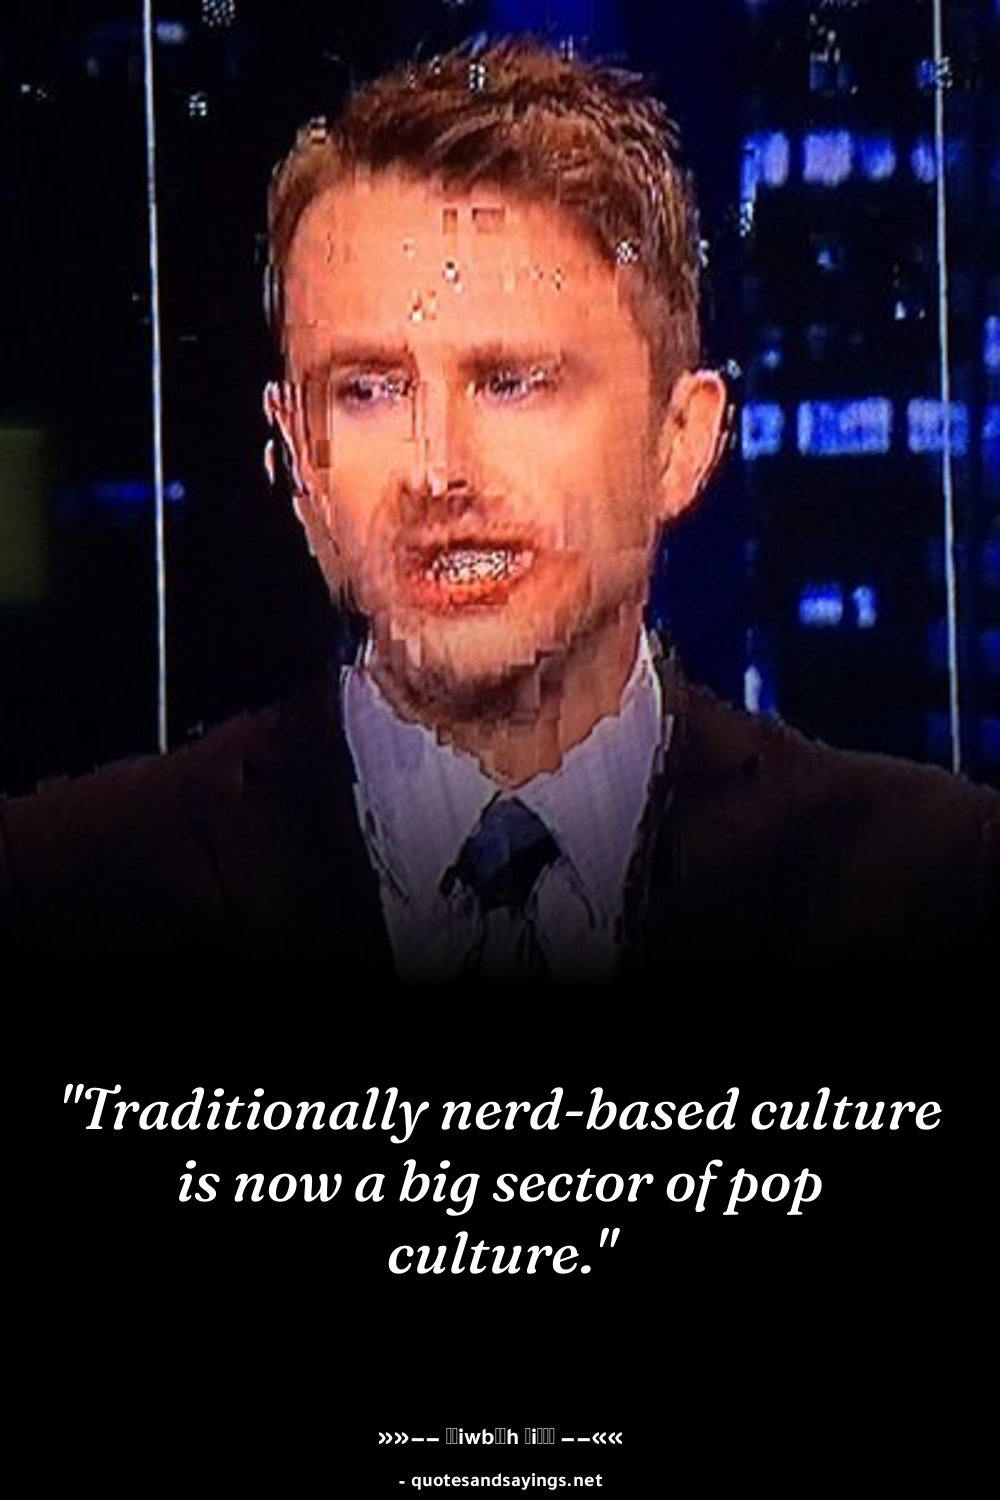 "Traditionally nerd-based culture
is now a big sector of pop
culture."
- quotesandsayings.net